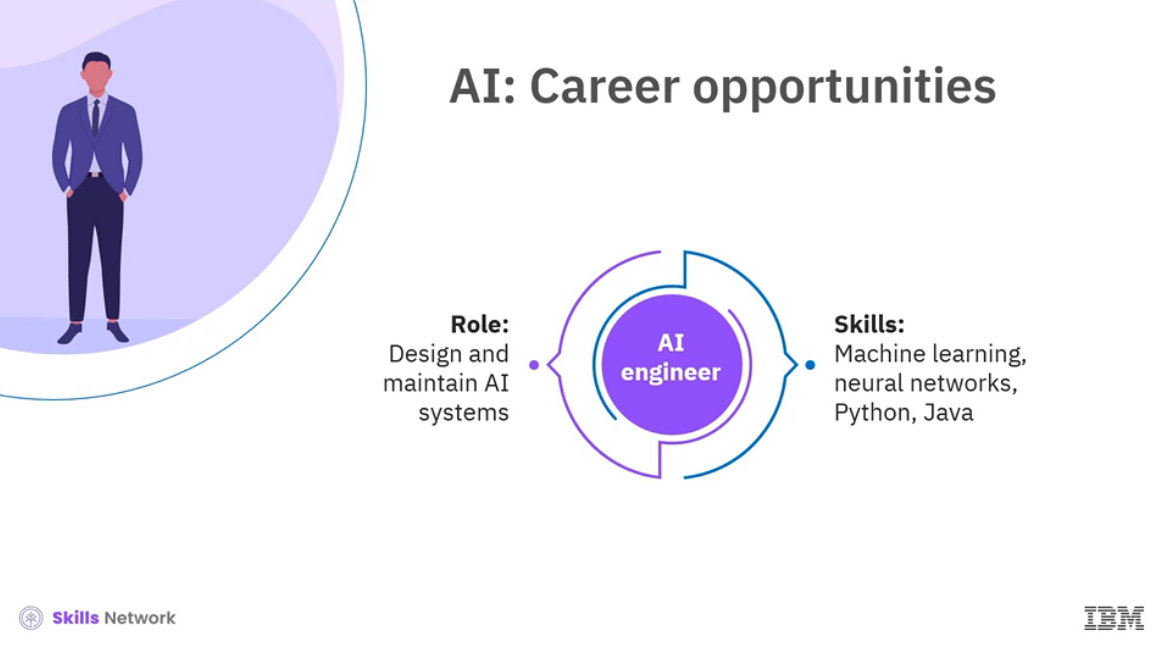 AI: Career opportunities
Role:
Design and
maintain AI
systems
AI
engineer
Skills:
Machine learning,
neural networks,
Python, Java
Skills Network
IBM